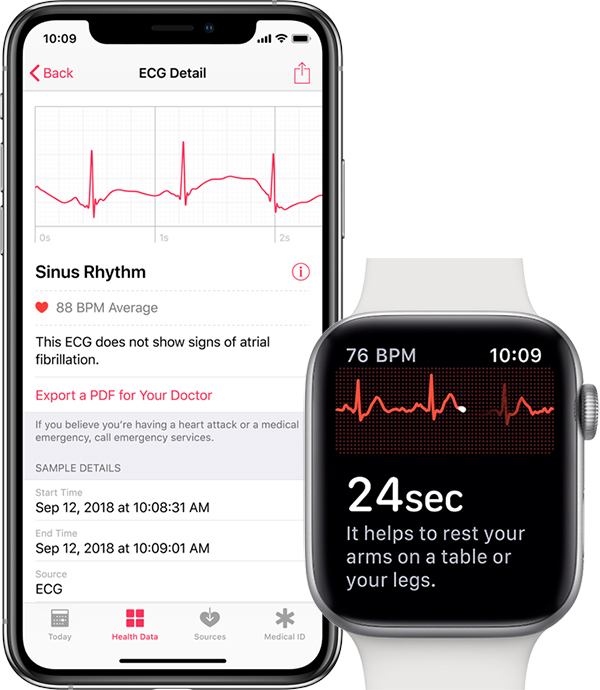 10:09
Back
ECG Detail
0s 1s 2s
Sinus Rhythm
88 BPM Average
This ECG does not show signs of atrial
fibrillation.
Export a PDF for Your Doctor
If you believe you're having a heart attack or a medical
emergency, call emergency services.
SAMPLE DETAILS
Start Time
Sep 12, 2018 at 10:08:31 AM
End Time
Sep 12, 2018 at 10:09:01 AM
Source
ECG
Today Health Data Sources Medical ID
76 BPM 10:09
24sec
It helps to rest your
arms on a table or
your legs.